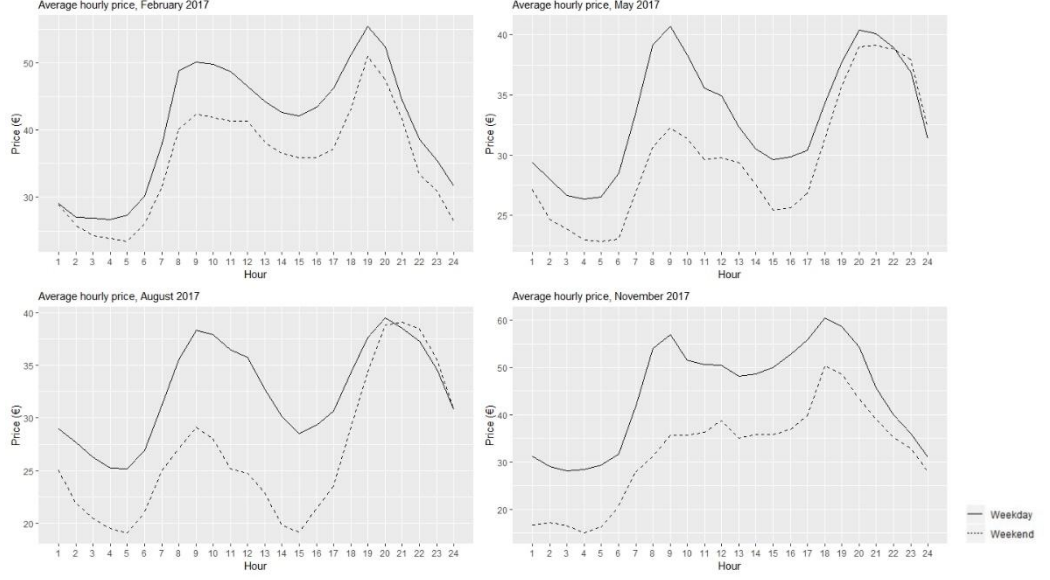 Average hourly price, February 2017
Price (€)
50
40
30
1 2 3 4 5 6 7 8 9 10 11 12 13 14 15 16 17 18 19 20 21 22 23 24
Hour
Average hourly price, May 2017
Price (€)
40
35
30
25
1 2 3 4 5 6 7 8 9 10 11 12 13 14 15 16 17 18 19 20 21 22 23 24
Hour
Average hourly price, August 2017
Price (€)
40
35
30
25
20
1 2 3 4 5 6 7 8 9 10 11 12 13 14 15 16 17 18 19 20 21 22 23 24
Hour
Average hourly price, November 2017
Price (€)
60
50
40
30
20
1 2 3 4 5 6 7 8 9 10 11 12 13 14 15 16 17 18 19 20 21 22 23 24
Hour
Weekday
Weekend